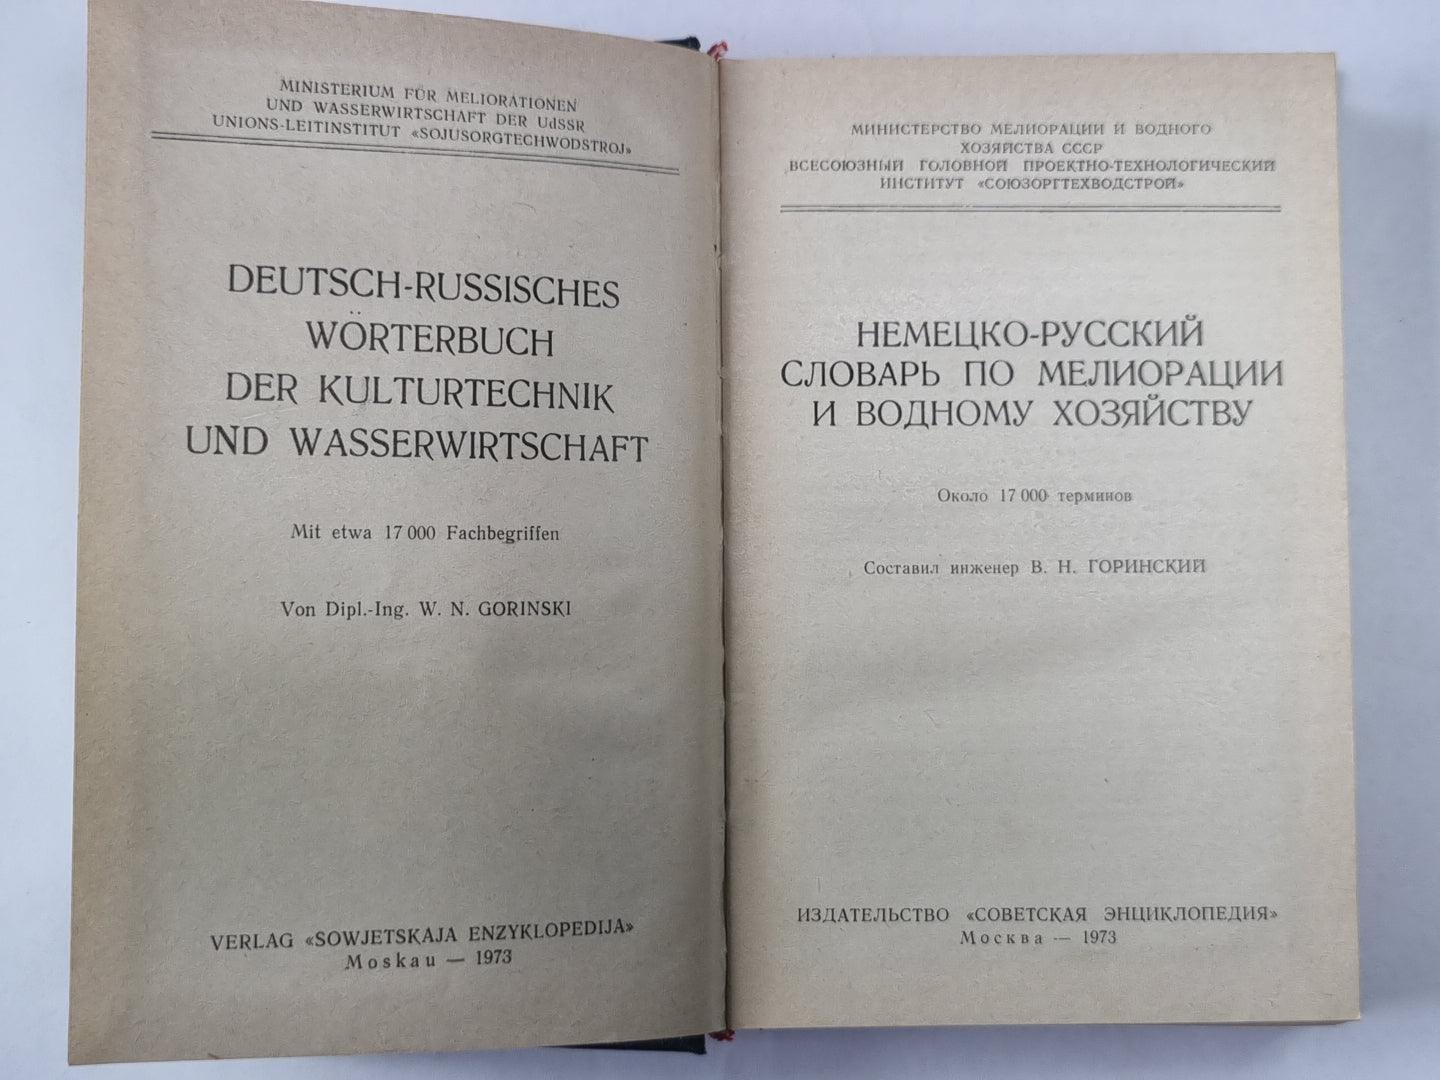 MINISTERIUM FÜR MELIORATIONEN
UND WASSERWIRTSCHAFT DER UdSSR
UNIONS-LEITINSTITUT «SOJUSORGTECHWODSTROJ»
DEUTSCH-RUSSISCHES
WÖRTERBUCH
DER KULTURTECHNIK
UND WASSERWIRTSCHAFT
Mit etwa 17 000 Fachbegriffen
Von Dipl.-Ing. W. N. GORINSKI
VERLAG «SOWJETSKAJA ENZYKLOPEDIJA»
Moskau — 1973
МИНИСТЕРСТВО МЕЛИОРАЦИИ И ВОДНОГО
ХОЗЯЙСТВА СССР
ВСЕСОЮЗНЫЙ ГОЛОВНОЙ ПРОЕКТНО-ТЕХНОЛОГИЧЕСКИЙ
ИНСТИТУТ «СОЮЗОРГТЕХВОДСТРОЙ»
НЕМЕЦКО-РУССКИЙ
СЛОВАРЬ ПО МЕЛИОРАЦИИ
И ВОДНОМУ ХОЗЯЙСТВУ
Около 17 000 терминов
Составил инженер В. Н. ГОРИНСКИЙ
ИЗДАТЕЛЬСТВО «СОВЕТСКАЯ ЭНЦИКЛОПЕДИЯ»
Москва — 1973